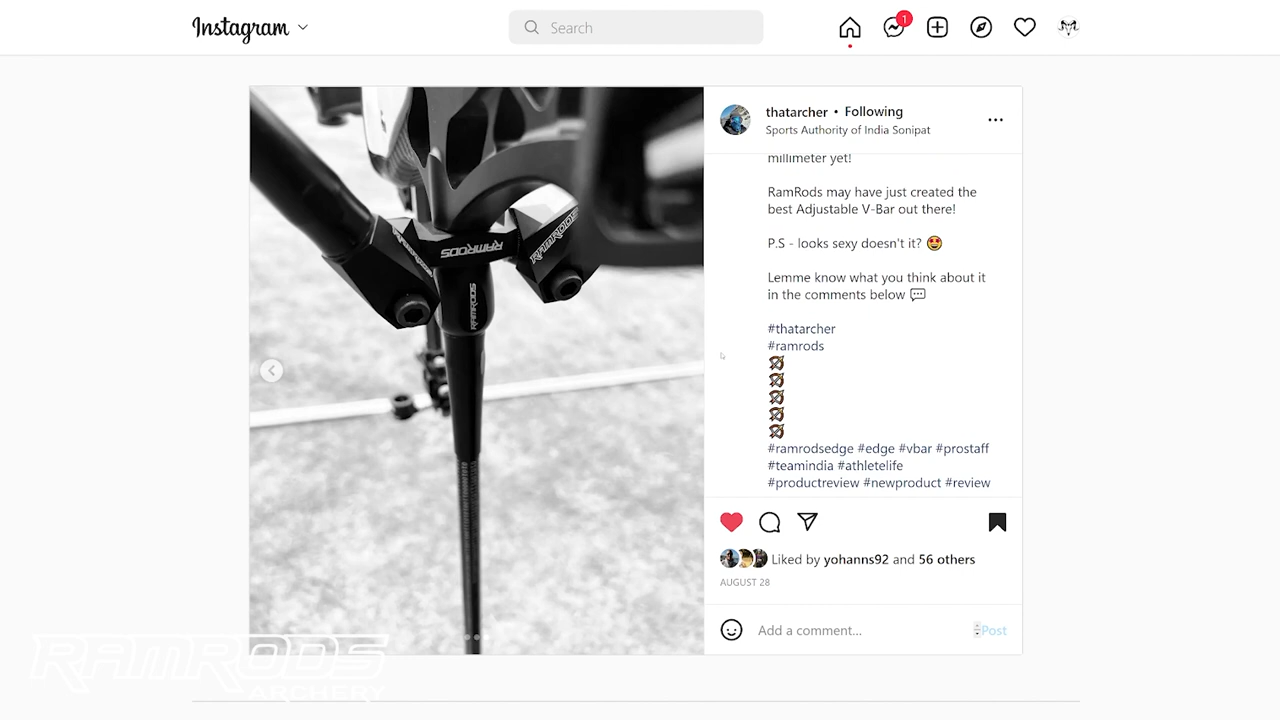 Instagram
1
Search
thatarcher • Following
Sports Authority of India Sonipat
millimeter yet!
RamRods may have just created the
best Adjustable V-Bar out there!
P.S - looks sexy doesn't it? 🤩
Lemme know what you think about it
in the comments below 💬
#thatarcher
#ramrods
🏹
🏹
🏹
🏹
🏹
#ramrodsedge #edge #vbar #prostaff
#teamindia #athletelife
#productreview #newproduct #review
Liked by yohanns92 and 56 others
AUGUST 28
Add a comment...
Post
RAMRODS
RAMRODS
RAMRODS
RAMRODS
RAMRODS
ARCHERY